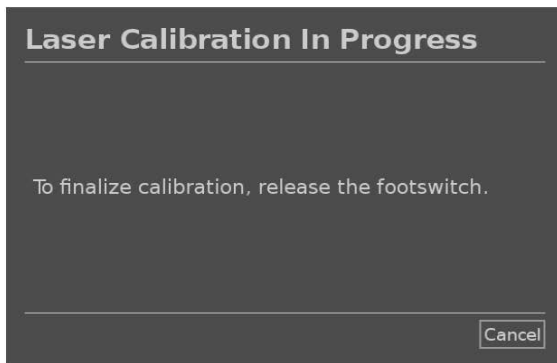 Laser Calibration In Progress
To finalize calibration, release the footswitch.
Cancel